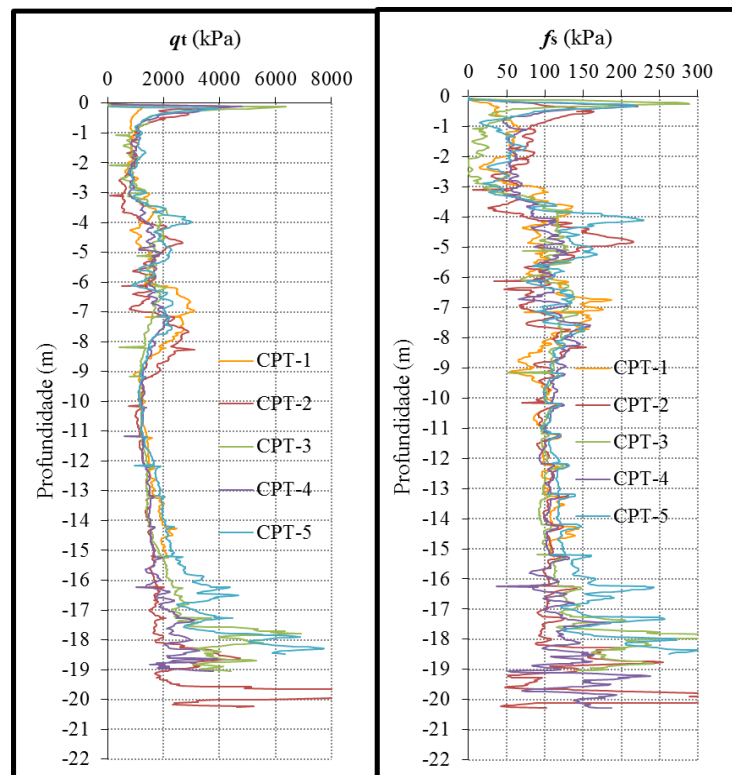 qt (kPa)
0 2000 4000 6000 8000
0
-1
-2
-3
-4
-5
-6
-7
-8
-9
-10
-11
-12
-13
-14
-15
-16
-17
-18
-19
-20
-21
-22
Profundidade (m)
CPT-1
CPT-2
CPT-3
CPT-4
CPT-5
fs (kPa)
0 50 100 150 200 250 300
0
-1
-2
-3
-4
-5
-6
-7
-8
-9
-10
-11
-12
-13
-14
-15
-16
-17
-18
-19
-20
-21
-22
Profundidade (m)
CPT-1
CPT-2
CPT-3
CPT-4
CPT-5